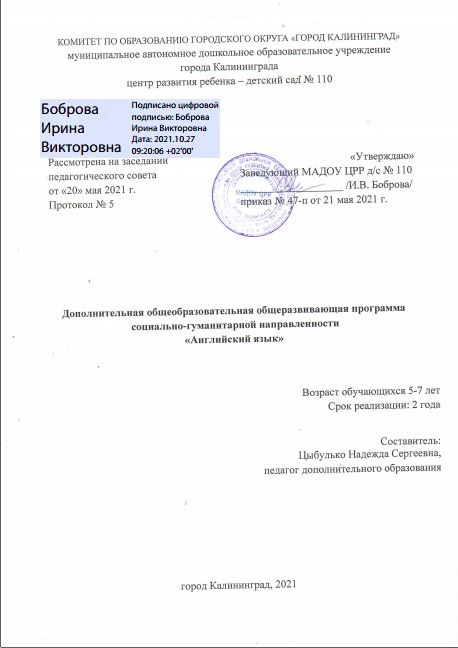 КОМИТЕТ ПО ОБРАЗОВАНИЮ ГОРОДСКОГО ОКРУГА «ГОРОД КАЛИНИНГРАД»
муниципальное автономное дошкольное образовательное учреждение
города Калининграда
центр развития ребенка – детский сад № 110
Боброва
Ирина
Викторовна
Подписано цифровой
подписью: Боброва
Ирина Викторовна
Дата: 2021.10.27
09:20:06 +02'00'
Рассмотрена на заседании
педагогического совета
от «20» мая 2021 г.
Протокол № 5
«Утверждаю»
Заведующий МАДОУ ЦРР д/с № 110
/И.В. Боброва/
приказ № 47-п от 21 мая 2021 г.
МАДОУ ЦРР
Дополнительная общеобразовательная общеразвивающая программа
социально-гуманитарной направленности
«Английский язык»
Возраст обучающихся 5-7 лет
Срок реализации: 2 года
Составитель:
Цыбулько Надежда Сергеевна,
педагог дополнительного образования
город Калининград, 2021